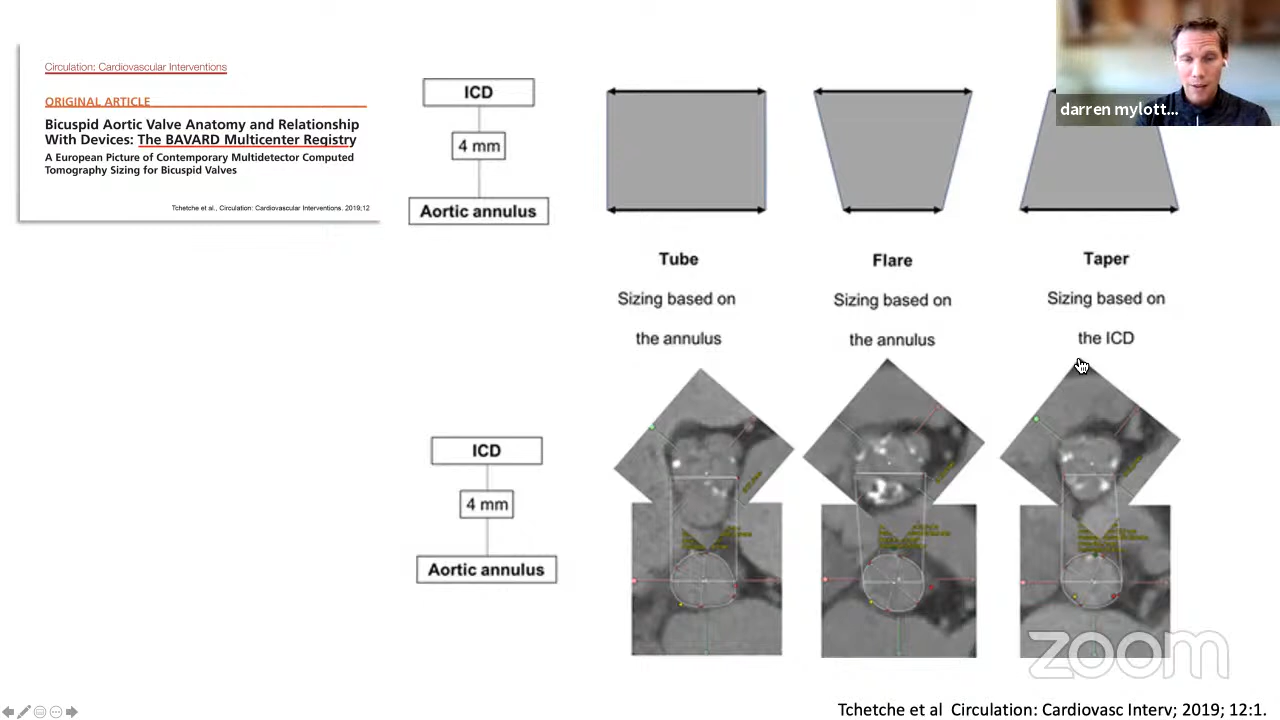 Circulation: Cardiovascular Interventions
ORIGINAL ARTICLE
Bicuspid Aortic Valve Anatomy and Relationship
With Devices: The BAVARD Multicenter Registry
A European Picture of Contemporary Multidetector Computed
Tomography Sizing for Bicuspid Valves
Tchetche et al., Circulation: Cardiovascular Interventions. 2019;12
ICD
4 mm
Aortic annulus
darren mylott...
Tube
Sizing based on
the annulus
Flare
Sizing based on
the annulus
Taper
Sizing based on
the ICD
ICD
4 mm
Aortic annulus
zoom
Tchetche et al Circulation: Cardiovasc Interv; 2019; 12:1.